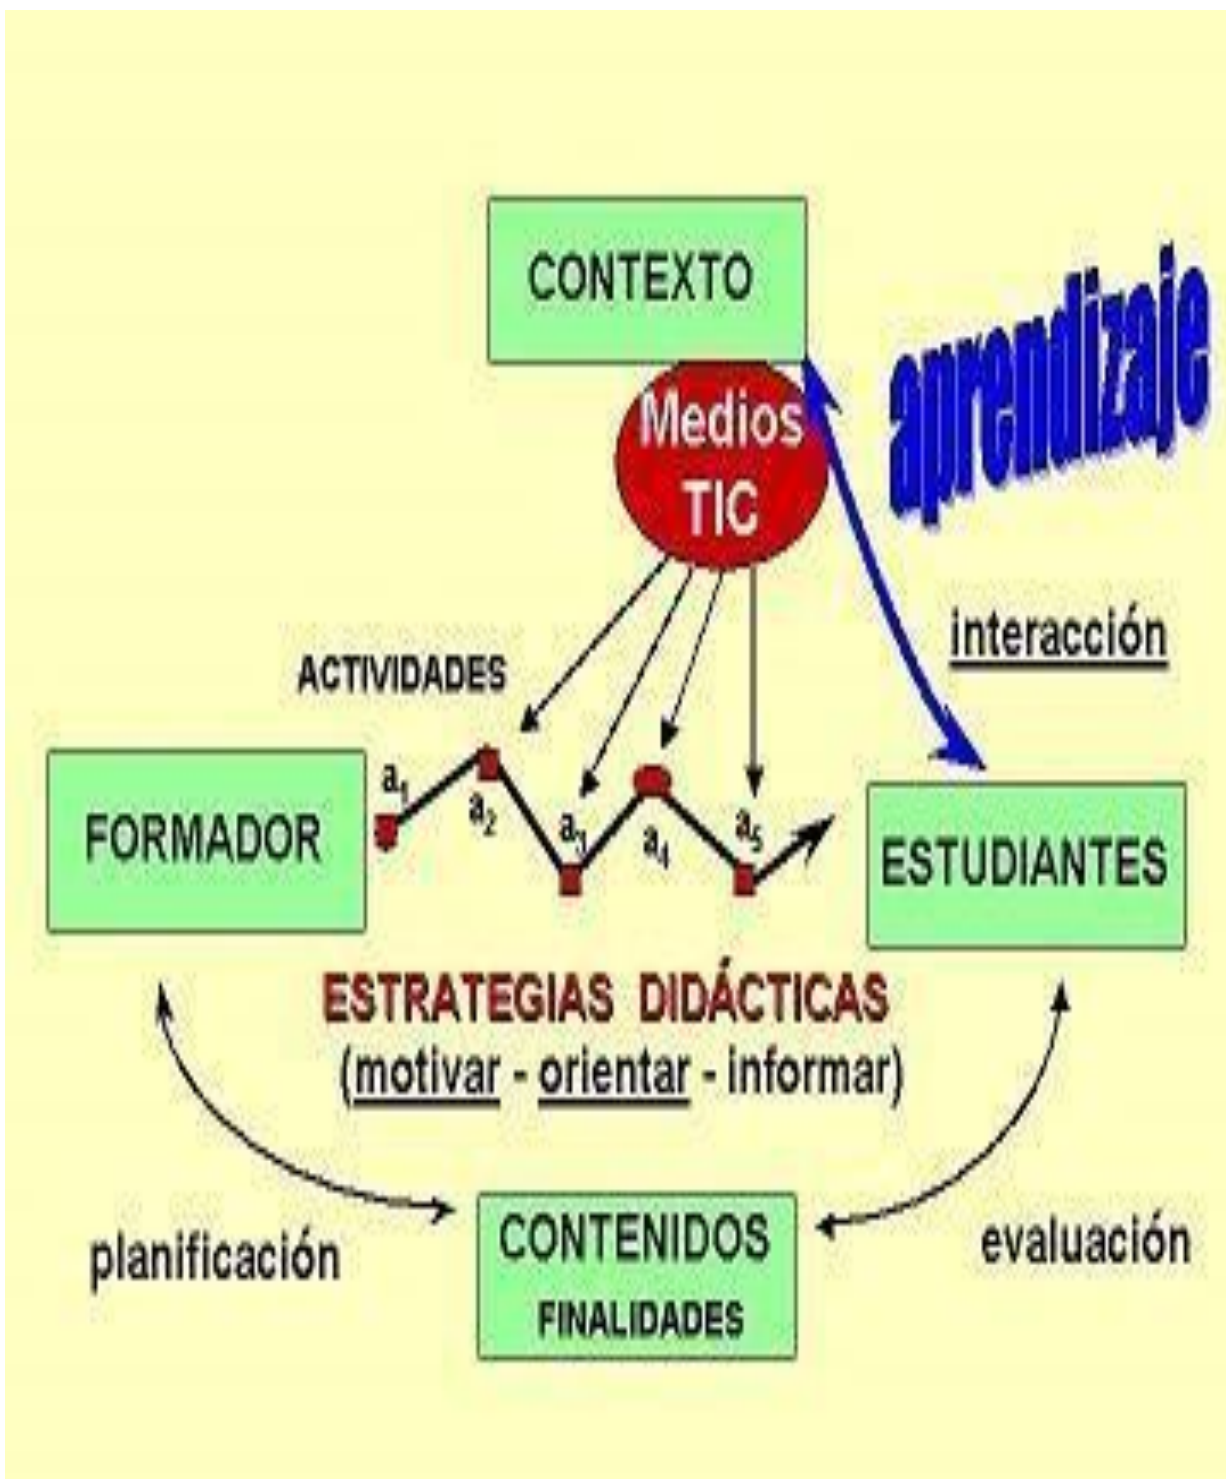 CONTEXTO
aprendizaje
Medios
TIC
interacción
ACTIVIDADES
FORMADOR
a1
a2
a3
a4
a5
ESTUDIANTES
ESTRATEGIAS DIDÁCTICAS
(motivar - orientar - informar)
planificación
CONTENIDOS
FINALIDADES
evaluación